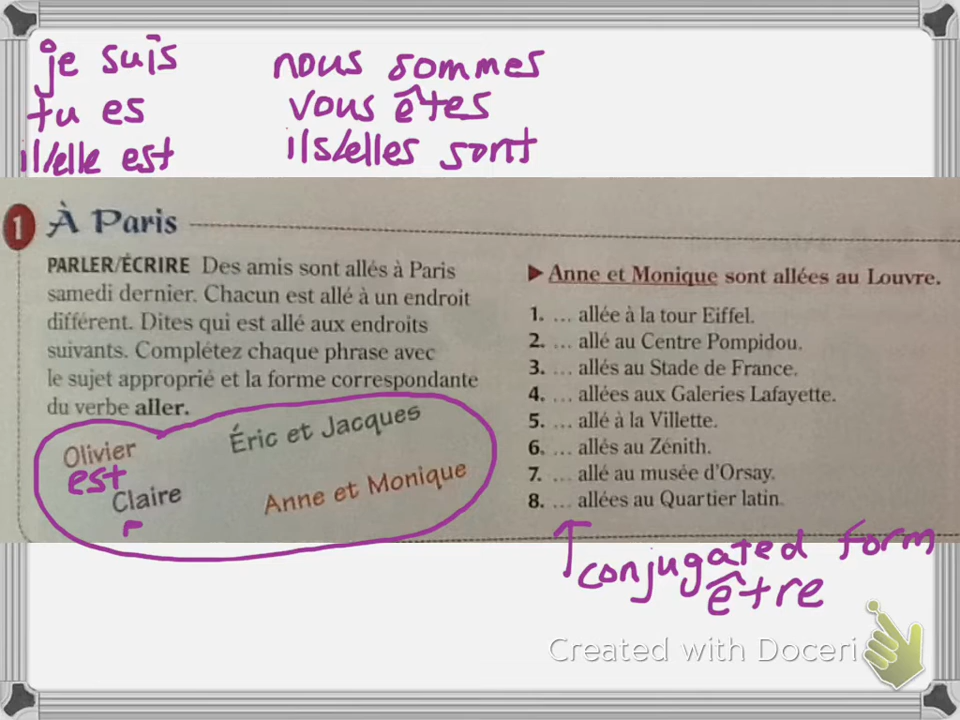 je suis
tu es
il/elle est
nous sommes
vous êtes
ils/elles sont
1 À Paris
PARLER/ÉCRIRE Des amis sont allés à Paris
samedi dernier. Chacun est allé à un endroit
différent. Dites qui est allé aux endroits
suivants. Complétez chaque phrase avec
le sujet approprié et la forme correspondante
du verbe aller.
Olivier
est
Claire
Éric et Jacques
Anne et Monique
▶ Anne et Monique sont allées au Louvre.
1. ... allée à la tour Eiffel.
2. ... allé au Centre Pompidou.
3. ... allés au Stade de France.
4. ... allées aux Galeries Lafayette.
5. ... allé à la Villette.
6. ... allés au Zénith.
7. ... allé au musée d'Orsay.
8. ... allées au Quartier latin.
conjugated form
être
Created with Doceri